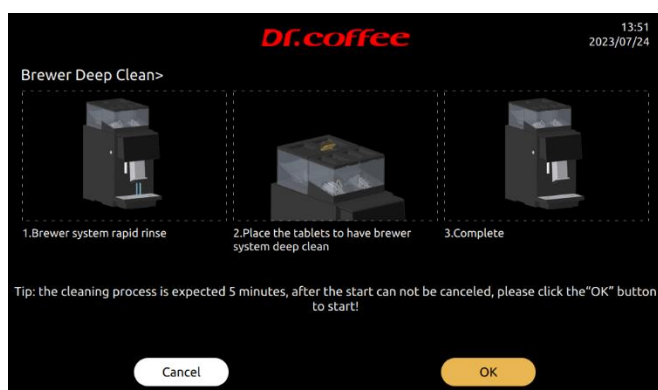 Dr.coffee
13:51
2023/07/24
Brewer Deep Clean>
1.Brewer system rapid rinse
2.Place the tablets to have brewer
system deep clean
3.Complete
Tip: the cleaning process is expected 5 minutes, after the start can not be canceled, please click the“OK” button
to start!
Cancel
OK